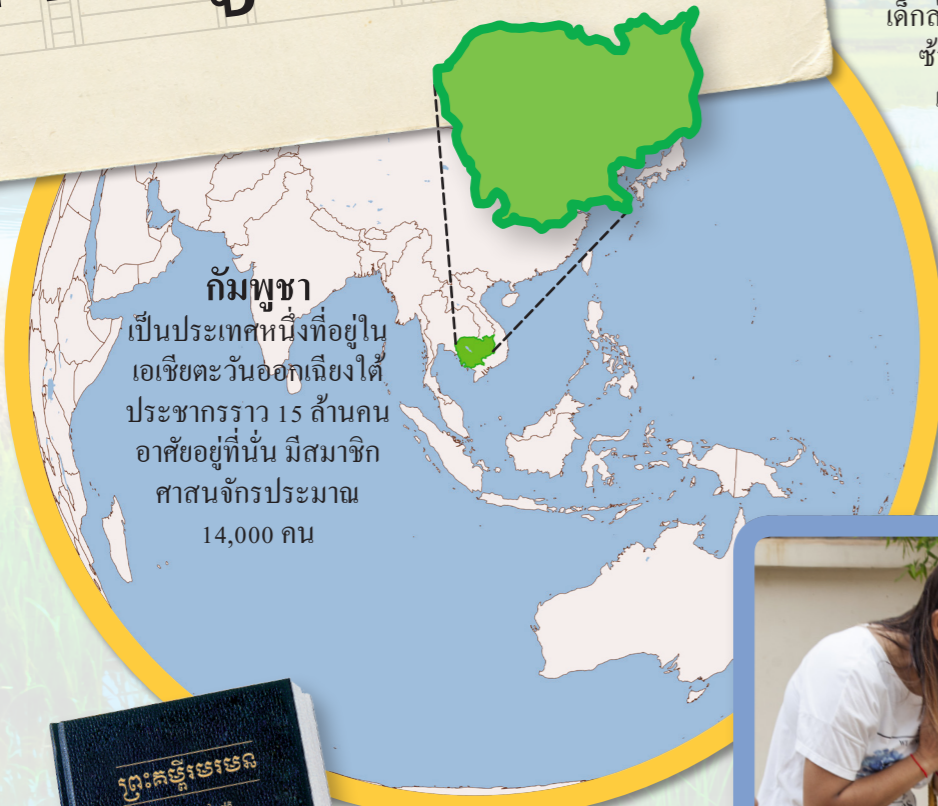 กัมพูชา
เป็นประเทศหนึ่งที่อยู่ใน
เอเชียตะวันออกเฉียงใต้
ประชากรราว 15 ล้านคน
อาศัยอยู่ที่นั่น มีสมาชิก
ศาสนจักรประมาณ
14,000 คน
ព្រះគម្ពីរមរមន